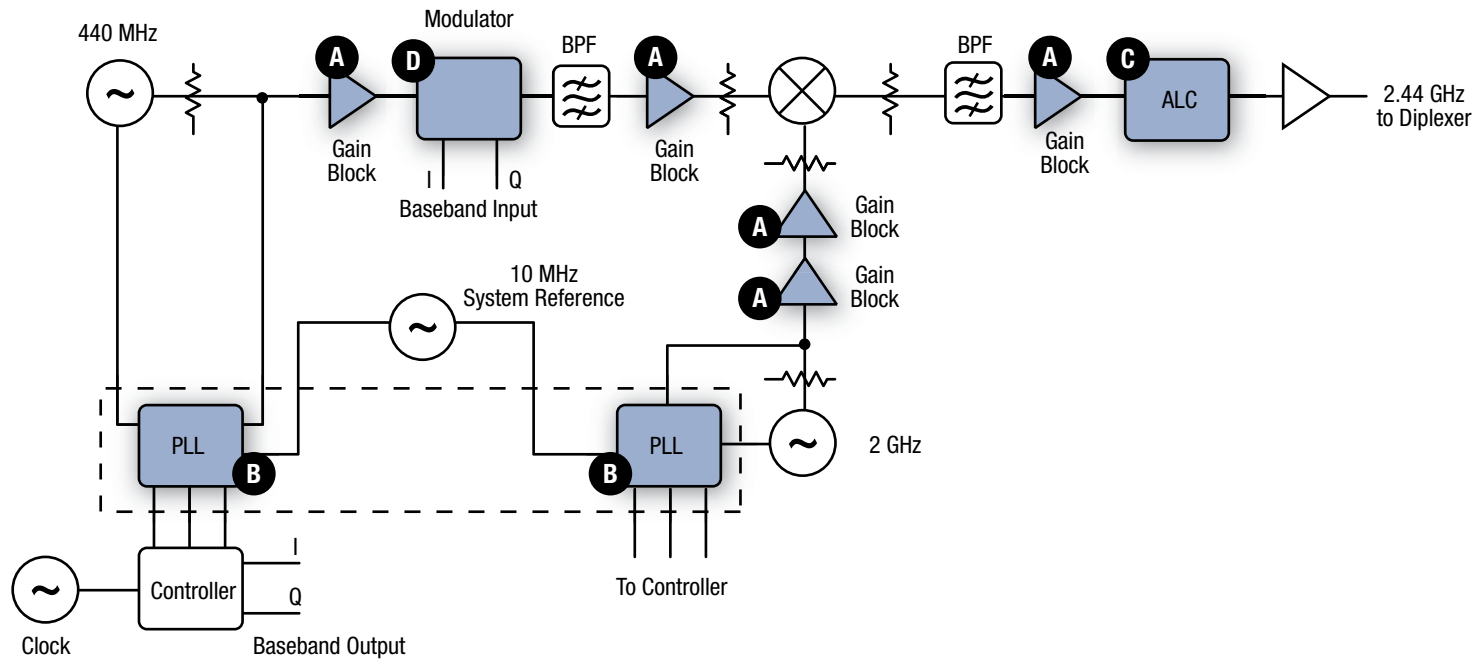 Modulator
440 MHz
A
D
BPF
A
BPF
A
C
ALC
2.44 GHz
to Diplexer
Gain
Block
Gain
Block
Gain
Block
I
Q
Baseband Input
A
Gain
Block
A
Gain
Block
10 MHz
System Reference
PLL
B
PLL
B
2 GHz
Controller
I
Q
To Controller
Clock
Baseband Output